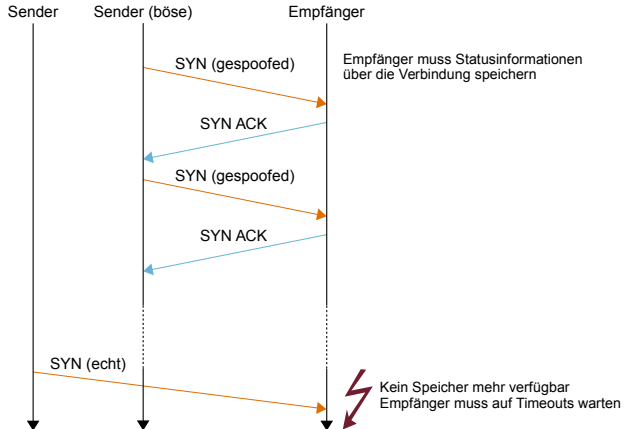 Sender
Sender (böse)
Empfänger
SYN (gespoofed)
Empfänger muss Statusinformationen
über die Verbindung speichern
SYN ACK
SYN (gespoofed)
SYN ACK
SYN (echt)
Kein Speicher mehr verfügbar
Empfänger muss auf Timeouts warten